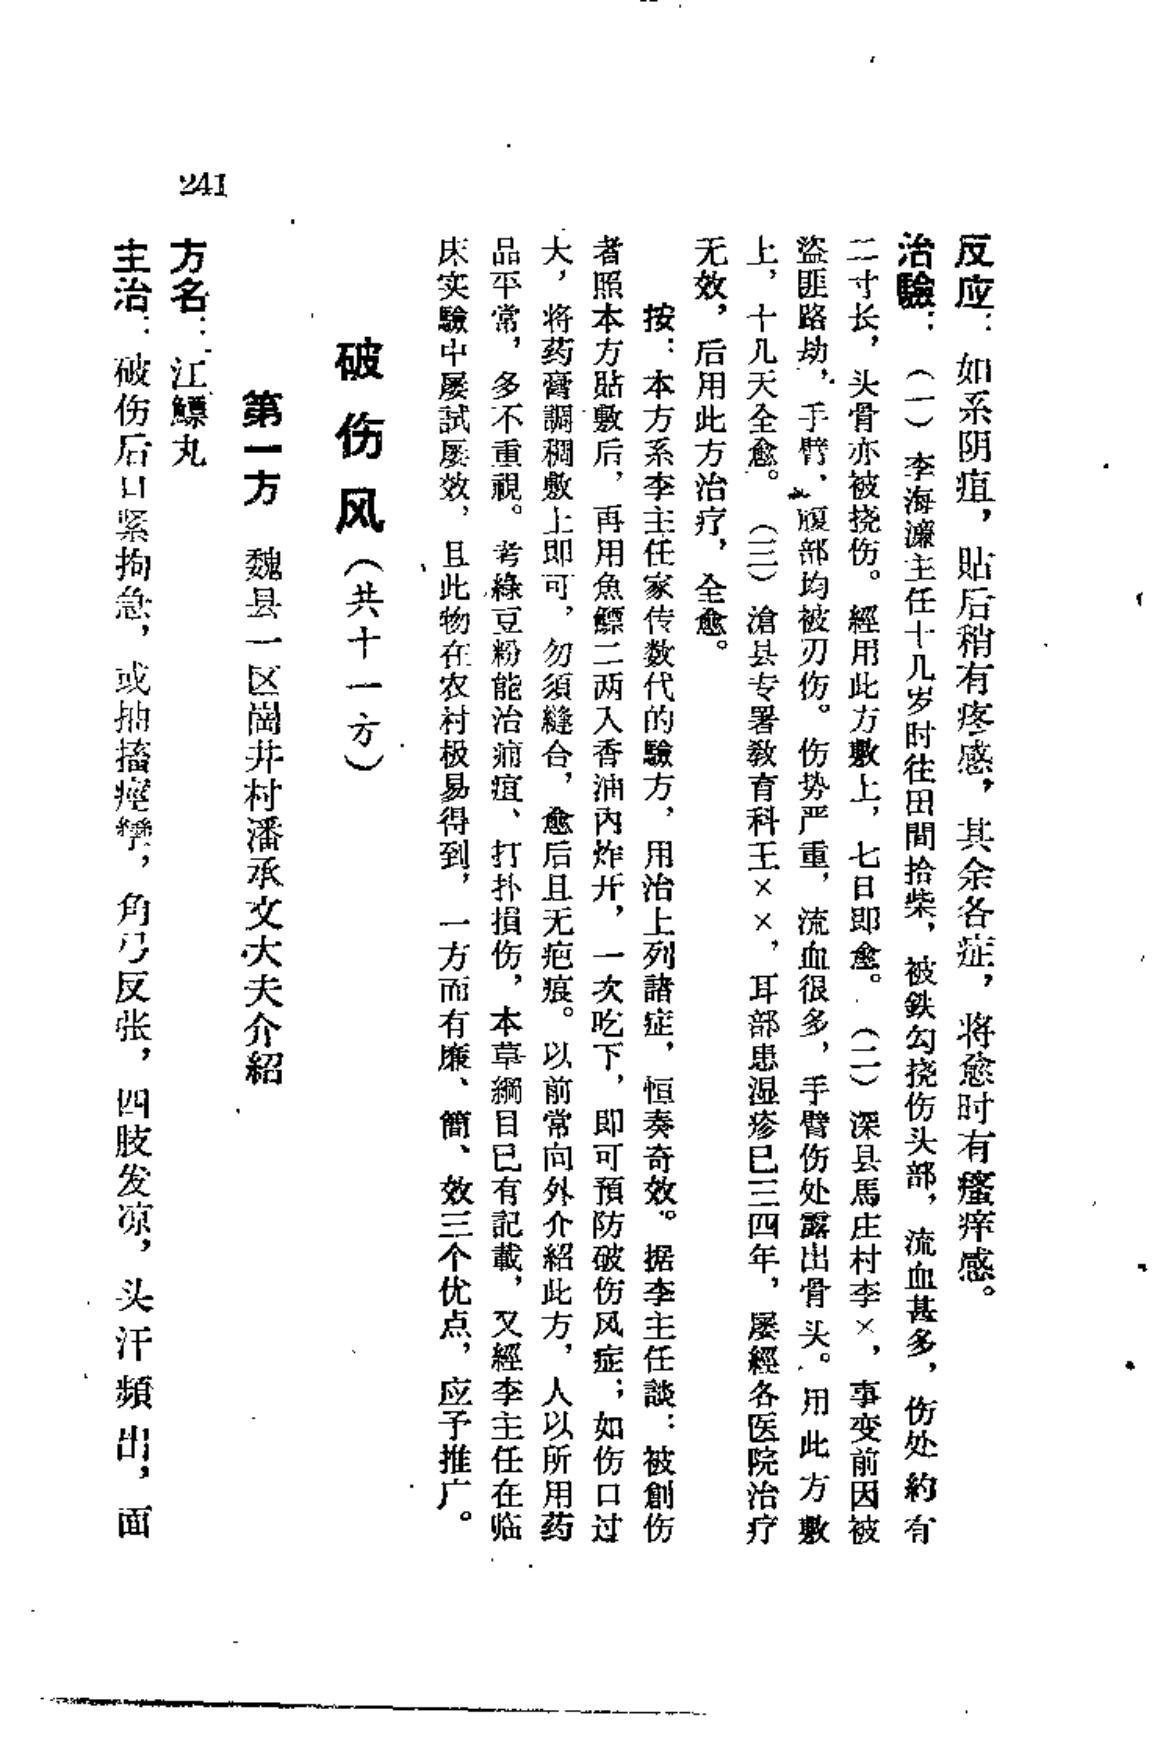 反应：如系阴疽，貼后稍有疼感，其余各症，将愈时有瘙痒感。
治驗：（一）李海濂主任十几岁时往田間拾柴，被鉄勾挠伤头部，流血甚多，伤处約有
二寸长，头骨亦被挠伤。經用此方敷上，七日即愈。（二）深县馬庄村李×，事变前因被
盜匪路劫，手臂、腹部均被刃伤。伤势严重，流血很多，手臂伤处露出骨头。用此方敷
上，十几天全愈。（三）滄县专署教育科王××，耳部患湿疹已三四年，屡經各医院治疗
无效，后用此方治疗，全愈。
按：本方系李主任家传数代的驗方，用治上列諸症，恒奏奇效。据李主任談：被創伤
者照本方貼敷后，再用魚鰾二两入香油内炸开，一次吃下，即可預防破伤风症；如伤口过
大，将药膏調稠敷上即可，勿須縫合，愈后且无疤痕。以前常向外介紹此方，人以所用药
品平常，多不重視。考綠豆粉能治痈疽、打扑損伤，本草綱目已有記載，又經李主任在临
床实驗中屡試屡效，且此物在农村极易得到，一方而有廉、簡、效三个优点，应予推广。
破伤风（共十一方）
第一方 魏县一区崗井村潘承文大夫介紹
方名：江鰾丸
主治：破伤后口紧拘急，或抽搐痙攣，角弓反张，四肢发凉，头汗頻出，面
241